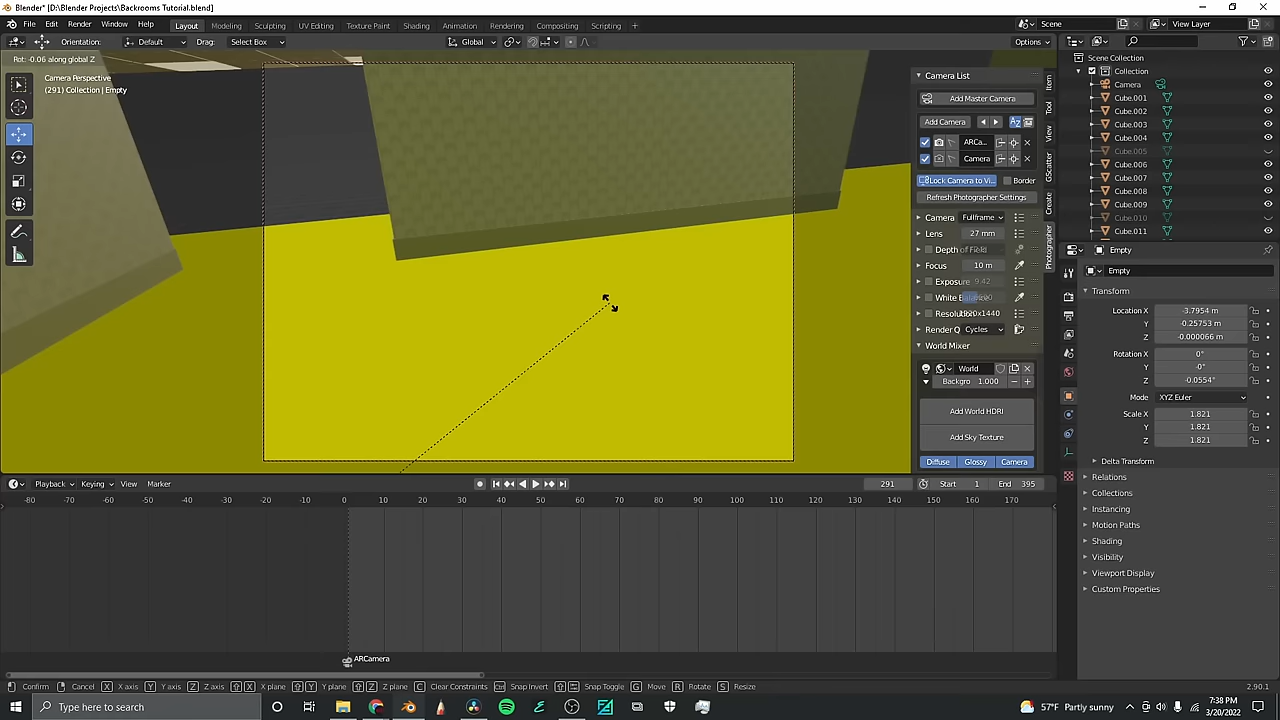 Blender* [D:\Blender Projects\Backrooms Tutorial.blend]
File Edit Render Window Help Layout Modeling Sculpting UV Editing Texture Paint Shading Animation Rendering Compositing Scripting + Scene View Layer
Orientation: Default Drag: Select Box Global Options
Rot: -0.06 along global Z
Camera Perspective
(291) Collection | Empty
Camera List
Add Master Camera
Add Camera
ARCa...
Camera
Lock Camera to Vi... Border
Refresh Photographer Settings
Camera Fullframe
Lens 27 mm
Depth of Field
Focus 10 m
Exposure 9.42
White
Render Q Cycles
World Mixer
World
Backgro 1.000
Add World HDRI
Add Sky Texture
Diffuse Glossy Camera
Item
Tool
View
GScatter
Create
Photographer
Scene Collection
Collection
Camera
Cube.001
Cube.002
Cube.003
Cube.004
Cube.005
Cube.006
Cube.007
Cube.008
Cube.009
Cube.010
Cube.011
Empty
Empty
Transform
Location X -3.7954 m
Y -0.25753 m
Z -0.000066 m
Rotation X 0°
Y -0°
Z -0.0554°
Mode XYZ Euler
Scale X 1.821
Y 1.821
Z 1.821
Delta Transform
Relations
Collections
Instancing
Motion Paths
Shading
Visibility
Viewport Display
Custom Properties
Playback Keying View Marker 291 Start 1 End 395
-80 -70 -60 -50 -40 -30 -20 -10 0 10 20 30 40 50 60 70 80 90 100 110 120 130 140 150 160 170
ARCamera
Confirm Cancel X X axis Y Y axis Z Z axis X X plane Y Y plane Z Z plane C Clear Constraints Ctrl Snap Invert Snap Toggle G Move R Rotate S Resize 2.90.1
Type here to search 57°F Partly sunny 7:38 PM
3/20/2022